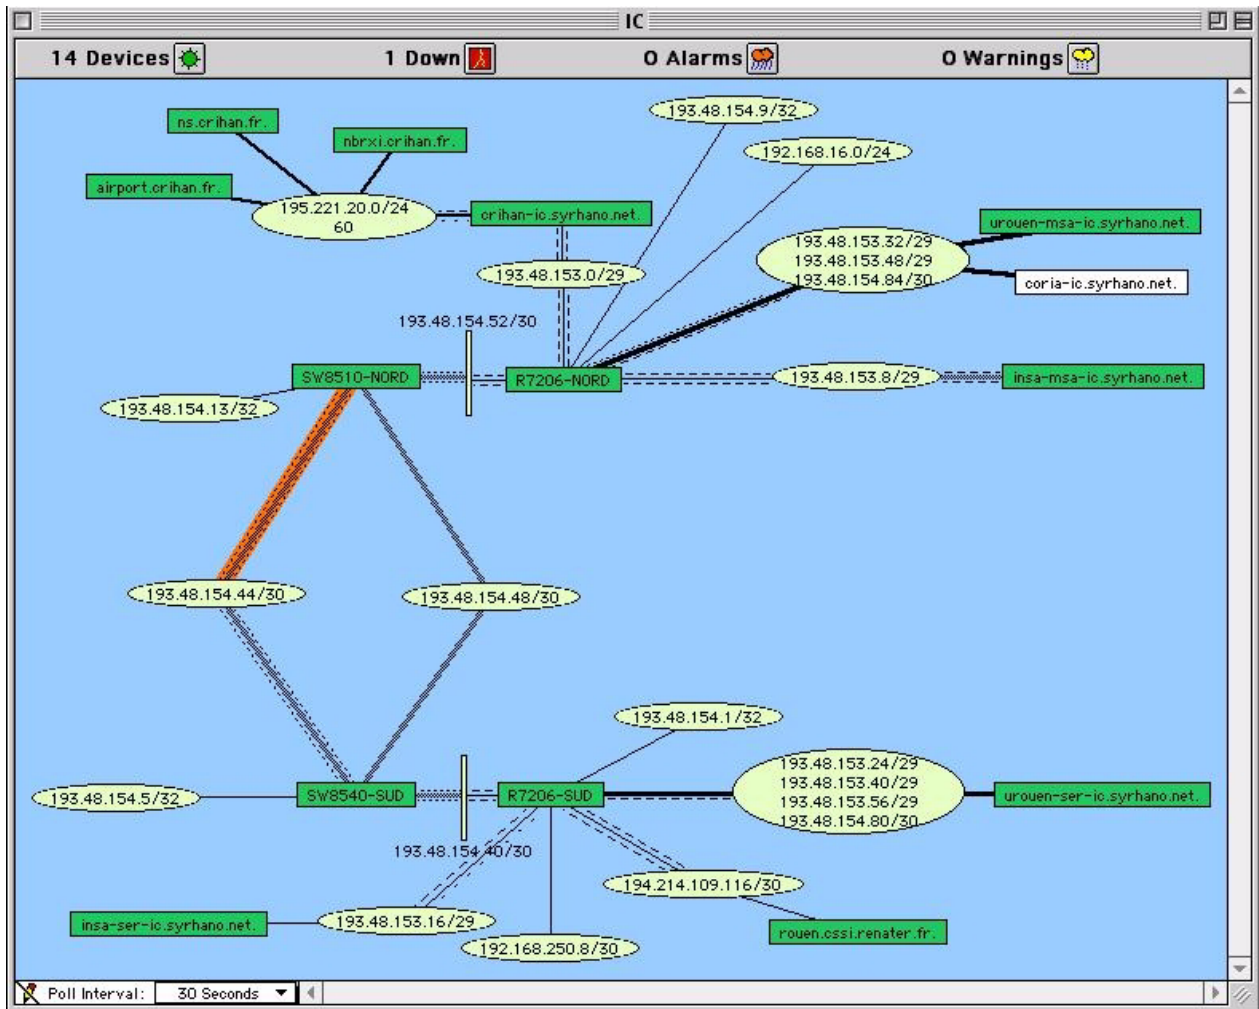 IC
14 Devices
1 Down
0 Alarms
0 Warnings
193.48.154.9/32
ns.crihan.fr.
nbrxi.crihan.fr.
192.168.16.0/24
airport.crihan.fr.
195.221.20.0/24
60
crihan-ic.syrhano.net.
urouen-msa-ic.syrhano.net.
193.48.153.32/29
193.48.153.48/29
193.48.154.84/30
193.48.153.0/29
coria-ic.syrhano.net.
193.48.154.52/30
SW8510-NORD
R7206-NORD
193.48.153.8/29
insa-msa-ic.syrhano.net.
193.48.154.13/32
193.48.154.44/30
193.48.154.48/30
193.48.154.1/32
193.48.153.24/29
193.48.153.40/29
193.48.153.56/29
193.48.154.80/30
193.48.154.5/32
SW8540-SUD
R7206-SUD
urouen-ser-ic.syrhano.net.
193.48.154.40/30
194.214.109.116/30
insa-ser-ic.syrhano.net.
193.48.153.16/29
rouen.cssi.renater.fr.
192.168.250.8/30
Poll Interval: 30 Seconds